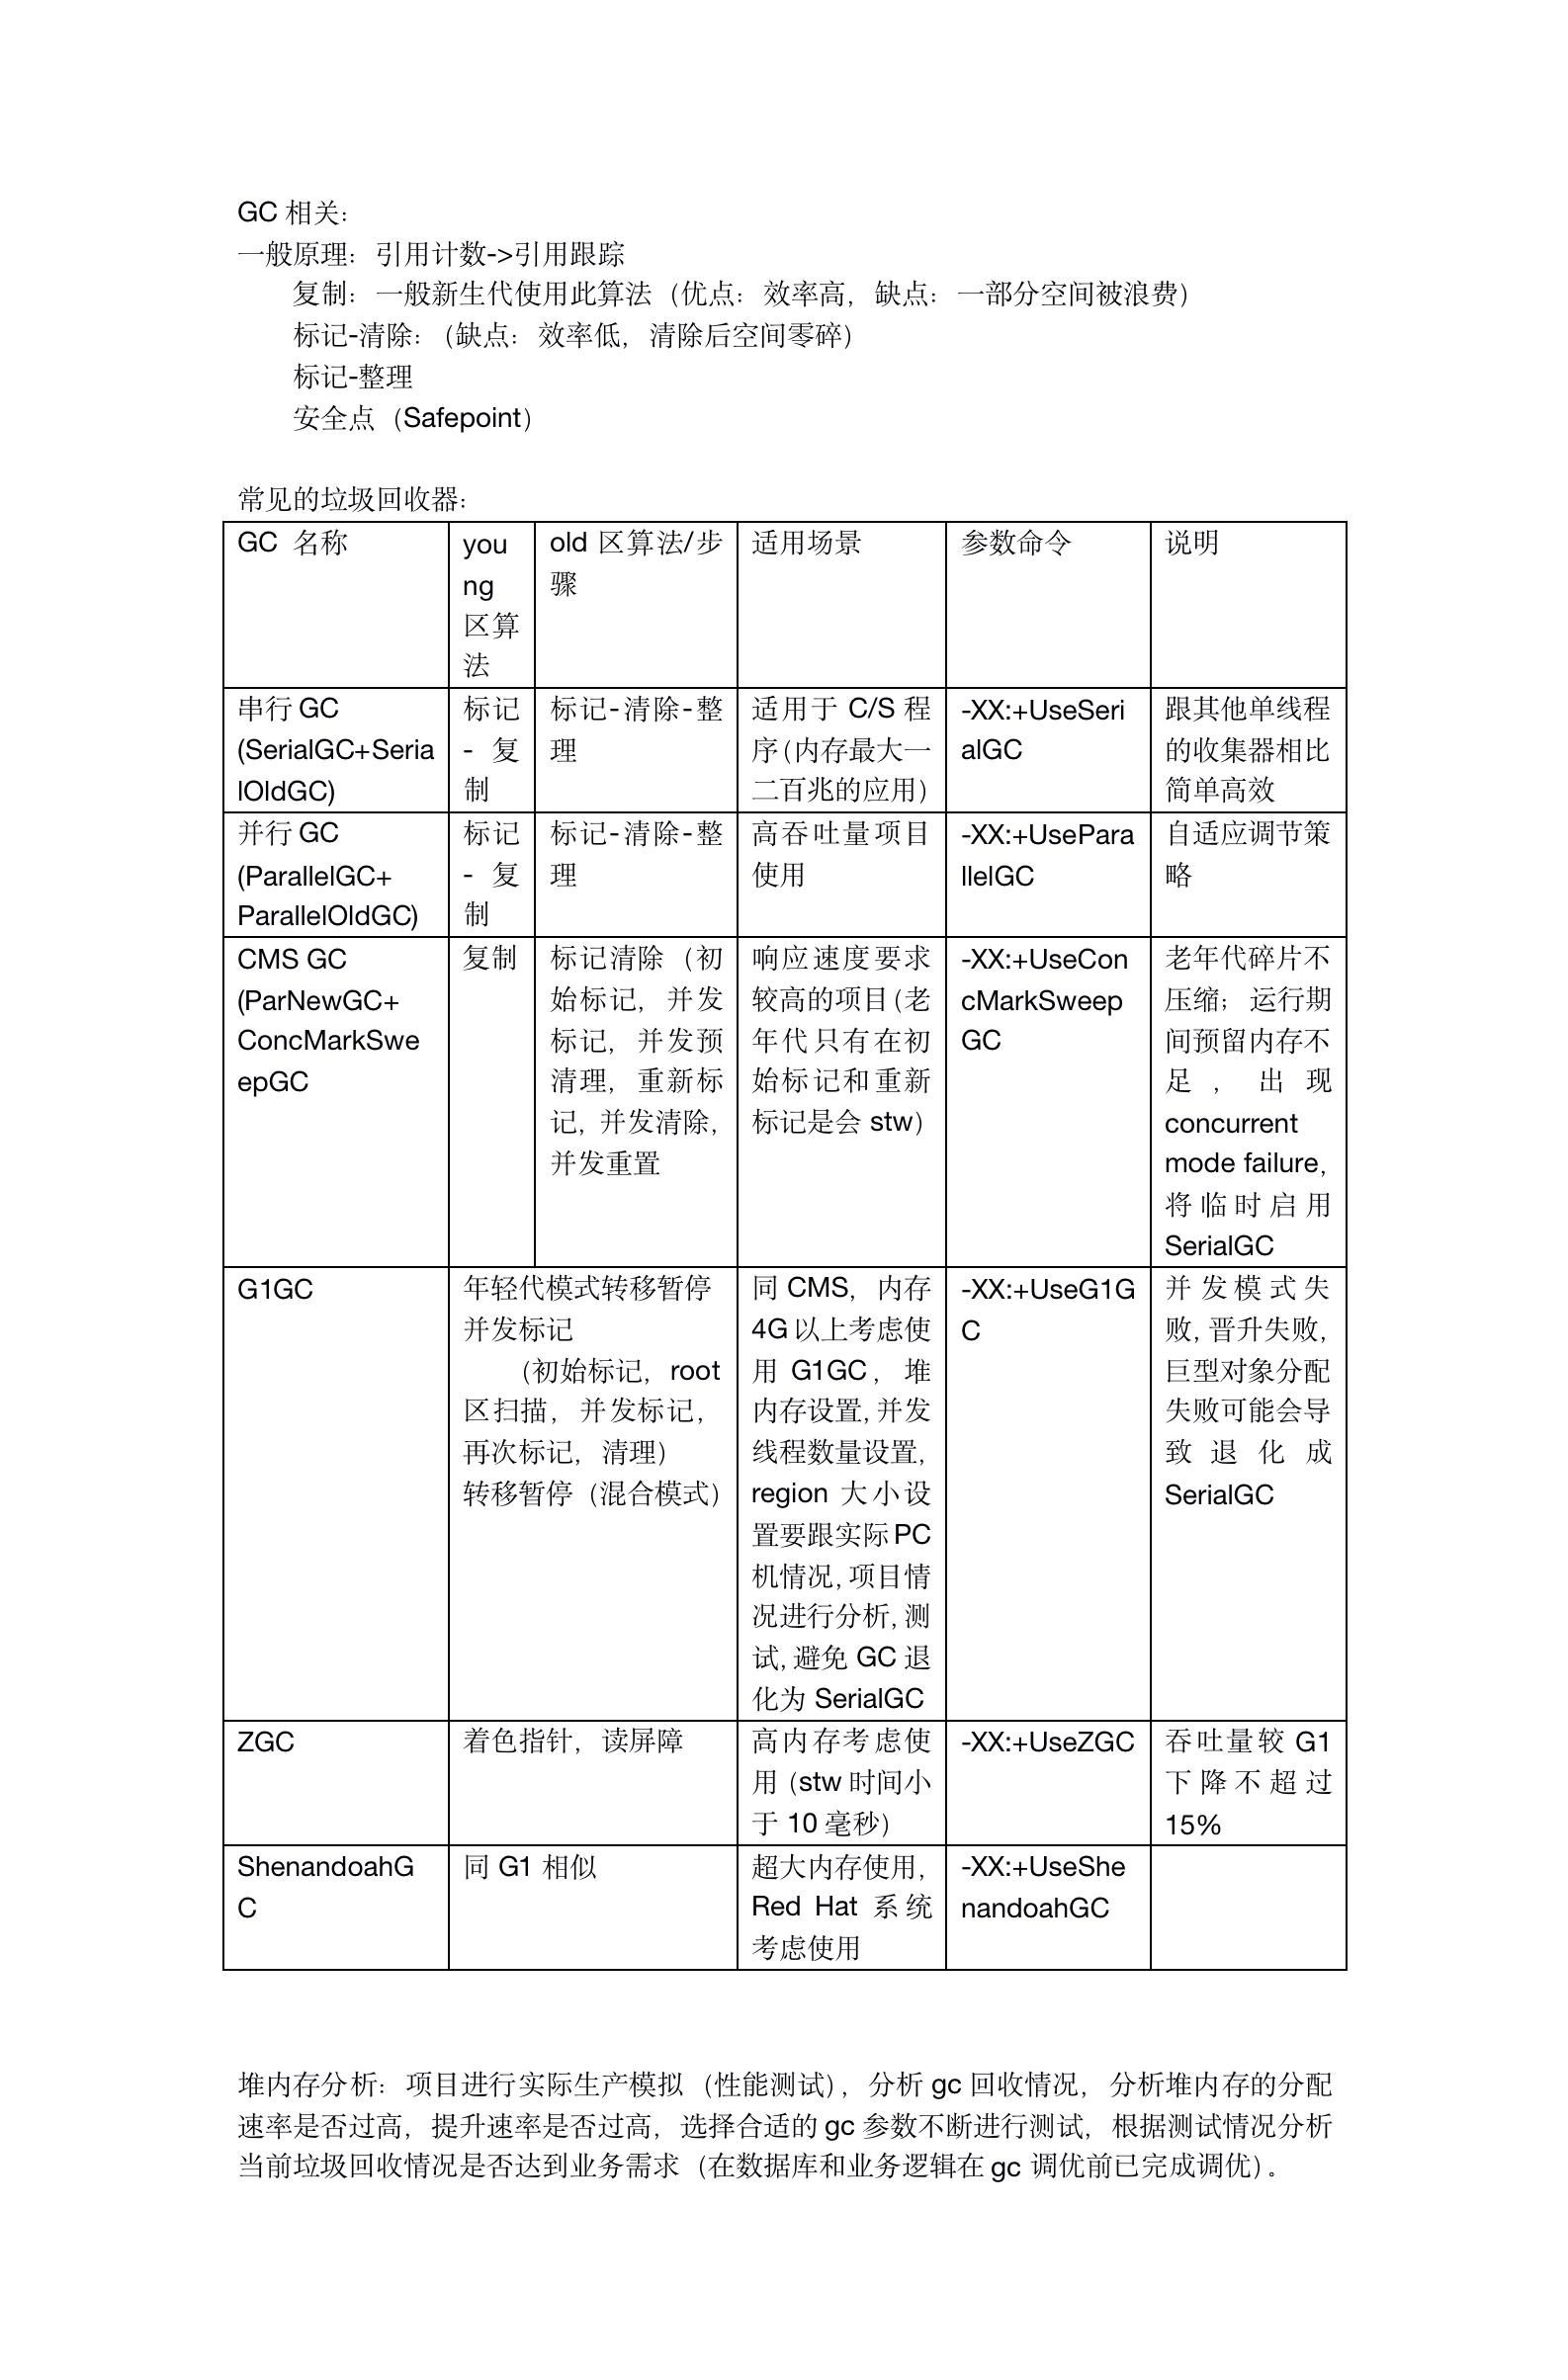 GC 相关：
一般原理：引用计数->引用跟踪
复制：一般新生代使用此算法（优点：效率高，缺点：一部分空间被浪费）
标记-清除：（缺点：效率低，清除后空间零碎）
标记-整理
安全点（Safepoint）
常见的垃圾回收器：
GC 名称
you
ng
区算
法
old 区算法/步
骤
适用场景
参数命令
说明
串行 GC
(SerialGC+Seria
lOldGC)
标记
- 复
制
标记-清除-整
理
适用于 C/S 程
序（内存最大一
二百兆的应用）
-XX:+UseSeri
alGC
跟其他单线程
的收集器相比
简单高效
并行 GC
(ParallelGC+
ParallelOldGC)
标记
- 复
制
标记-清除-整
理
高吞吐量项目
使用
-XX:+UsePara
llelGC
自适应调节策
略
CMS GC
(ParNewGC+
ConcMarkSwe
epGC
复制
标记清除（初
始标记，并发
标记，并发预
清理，重新标
记，并发清除，
并发重置
响应速度要求
较高的项目（老
年代只有在初
始标记和重新
标记是会 stw）
-XX:+UseCon
cMarkSweep
GC
老年代碎片不
压缩；运行期
间预留内存不
足，出现
concurrent
mode failure，
将临时启用
SerialGC
G1GC
年轻代模式转移暂停
并发标记
（初始标记，root
区扫描，并发标记，
再次标记，清理）
转移暂停（混合模式）
同 CMS，内存
4G 以上考虑使
用 G1GC，堆
内存设置，并发
线程数量设置，
region 大小设
置要跟实际 PC
机情况，项目情
况进行分析，测
试，避免 GC 退
化为 SerialGC
-XX:+UseG1G
C
并发模式失
败，晋升失败，
巨型对象分配
失败可能会导
致退化成
SerialGC
ZGC
着色指针，读屏障
高内存考虑使
用（stw 时间小
于 10 毫秒）
-XX:+UseZGC
吞吐量较 G1
下降不超过
15%
ShenandoahG
C
同 G1 相似
超大内存使用，
Red Hat 系统
考虑使用
-XX:+UseShe
nandoahGC
堆内存分析：项目进行实际生产模拟（性能测试），分析 gc 回收情况，分析堆内存的分配
速率是否过高，提升速率是否过高，选择合适的 gc 参数不断进行测试，根据测试情况分析
当前垃圾回收情况是否达到业务需求（在数据库和业务逻辑在 gc 调优前已完成调优）。